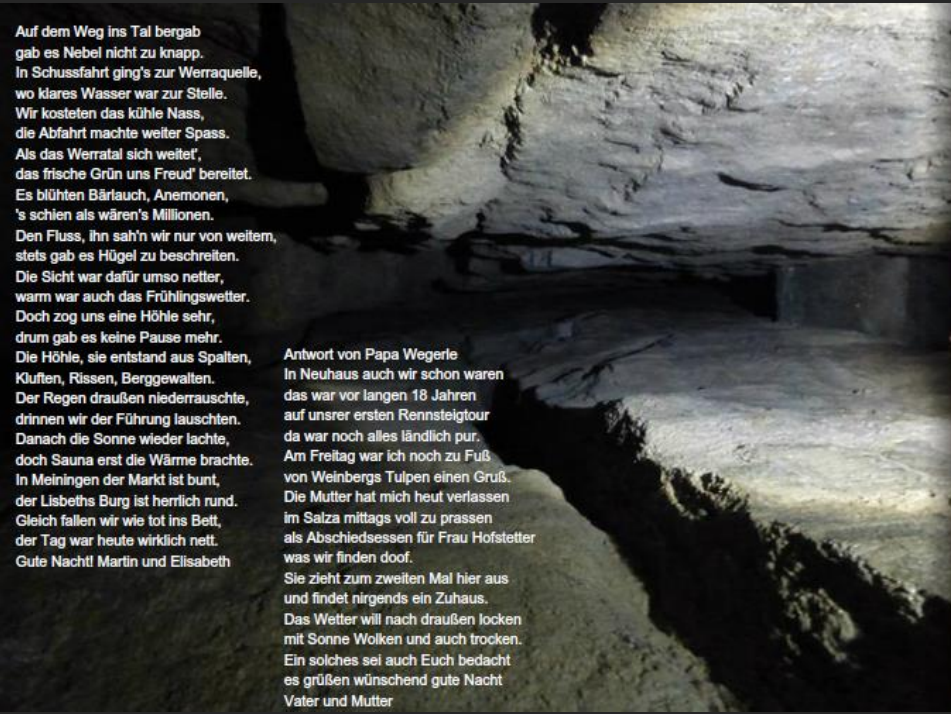 Auf dem Weg ins Tal bergab
gab es Nebel nicht zu knapp.
In Schussfahrt ging's zur Werraquelle,
wo klares Wasser war zur Stelle.
Wir kosteten das kühle Nass,
die Abfahrt machte weiter Spass.
Als das Werratal sich weitet',
das frische Grün uns Freud' bereitet.
Es blühten Bärlauch, Anemonen,
's schien als wären's Millionen.
Den Fluss, ihn sah'n wir nur von weitem,
stets gab es Hügel zu beschreiten.
Die Sicht war dafür umso netter,
warm war auch das Frühlingswetter.
Doch zog uns eine Höhle sehr,
drum gab es keine Pause mehr.
Die Höhle, sie entstand aus Spalten,
Kluften, Rissen, Berggewalten.
Der Regen draußen niederrauschte,
drinnen wir der Führung lauschten.
Danach die Sonne wieder lachte,
doch Sauna erst die Wärme brachte.
In Meiningen der Markt ist bunt,
der Lisbeths Burg ist herrlich rund.
Gleich fallen wir wie tot ins Bett,
der Tag war heute wirklich nett.
Gute Nacht! Martin und Elisabeth
Antwort von Papa Wegerle
In Neuhaus auch wir schon waren
das war vor langen 18 Jahren
auf unsrer ersten Rennsteigtour
da war noch alles ländlich pur.
Am Freitag war ich noch zu Fuß
von Weinbergs Tulpen einen Gruß.
Die Mutter hat mich heut verlassen
im Salza mittags voll zu prassen
als Abschiedsessen für Frau Hofstetter
was wir finden doof.
Sie zieht zum zweiten Mal hier aus
und findet nirgends ein Zuhaus.
Das Wetter will nach draußen locken
mit Sonne Wolken und auch trocken.
Ein solches sei auch Euch bedacht
es grüßen wünschend gute Nacht
Vater und Mutter